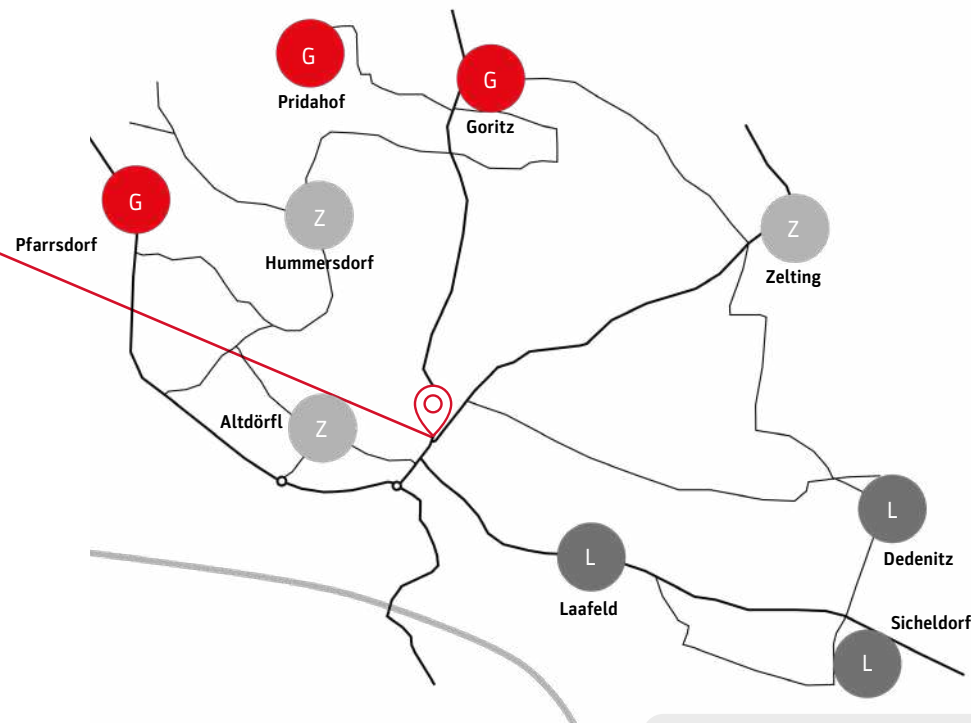 G
Pridahof
G
Goritz
G
Pfarrsdorf
Z
Hummersdorf
Z
Zelting
Altdörfl
Z
L
Dedenitz
L
Laafeld
Sicheldorf
L